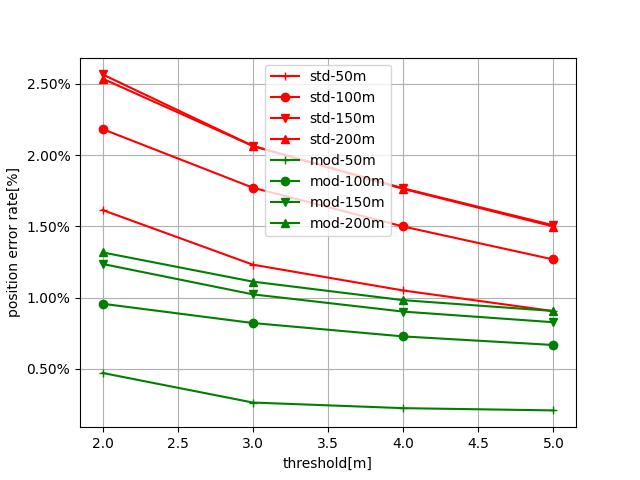 2.50%
2.00%
1.50%
1.00%
0.50%
position error rate[%]
std-50m
std-100m
std-150m
std-200m
mod-50m
mod-100m
mod-150m
mod-200m
2.0 2.5 3.0 3.5 4.0 4.5 5.0
threshold[m]